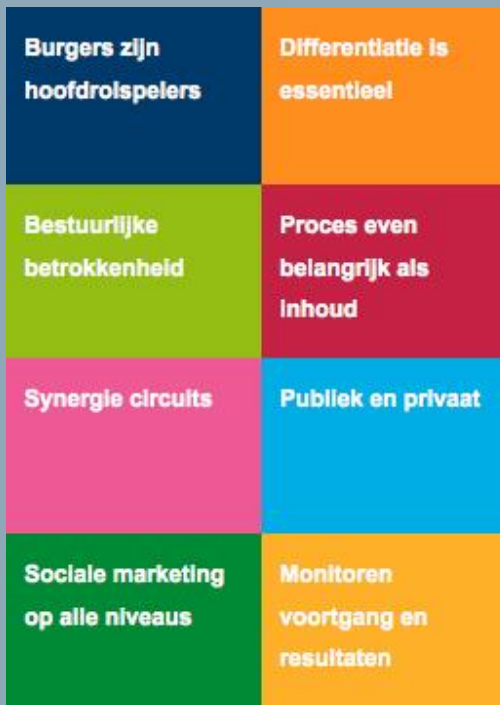 Burgers zijn
hoofdrolspelers
Differentiatie is
essentieel
Bestuurlijke
betrokkenheid
Proces even
belangrijk als
inhoud
Synergie circuits
Publiek en privaat
Sociale marketing
op alle niveaus
Monitoren
voortgang en
resultaten